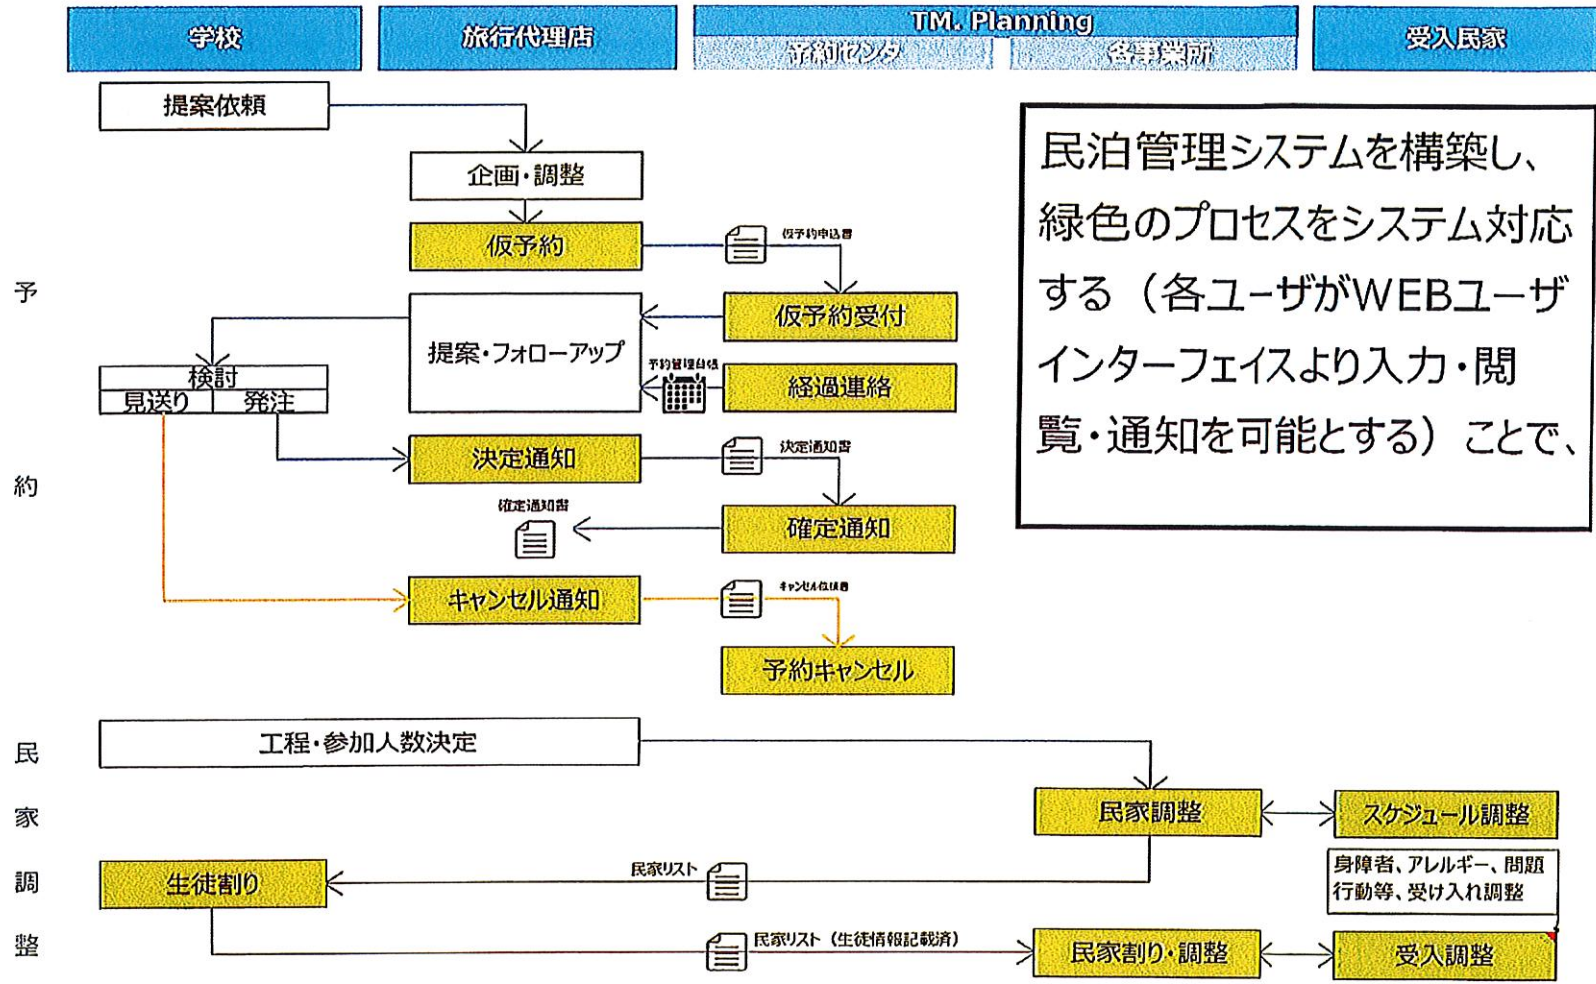 学校
旅行代理店
TM. Planning
予約センタ
各事業所
受入民家
予
約
提案依頼
企画・調整
仮予約
仮予約申込書
仮予約受付
提案・フォローアップ
予約管理台帳
経過連絡
検討
見送り
発注
決定通知
決定通知書
確定通知書
確定通知
キャンセル通知
予約キャンセル
民泊管理システムを構築し、
緑色のプロセスをシステム対応
する（各ユーザがWEBユーザ
インターフェイスより入力・閲
覧・通知を可能とする）ことで、
民
家
調
整
工程・参加人数決定
民家調整
スケジュール調整
身障者、アレルギー、問題
行動等、受け入れ調整
生徒割り
民家リスト
民家リスト（生徒情報記載済）
民家割り・調整
受入調整